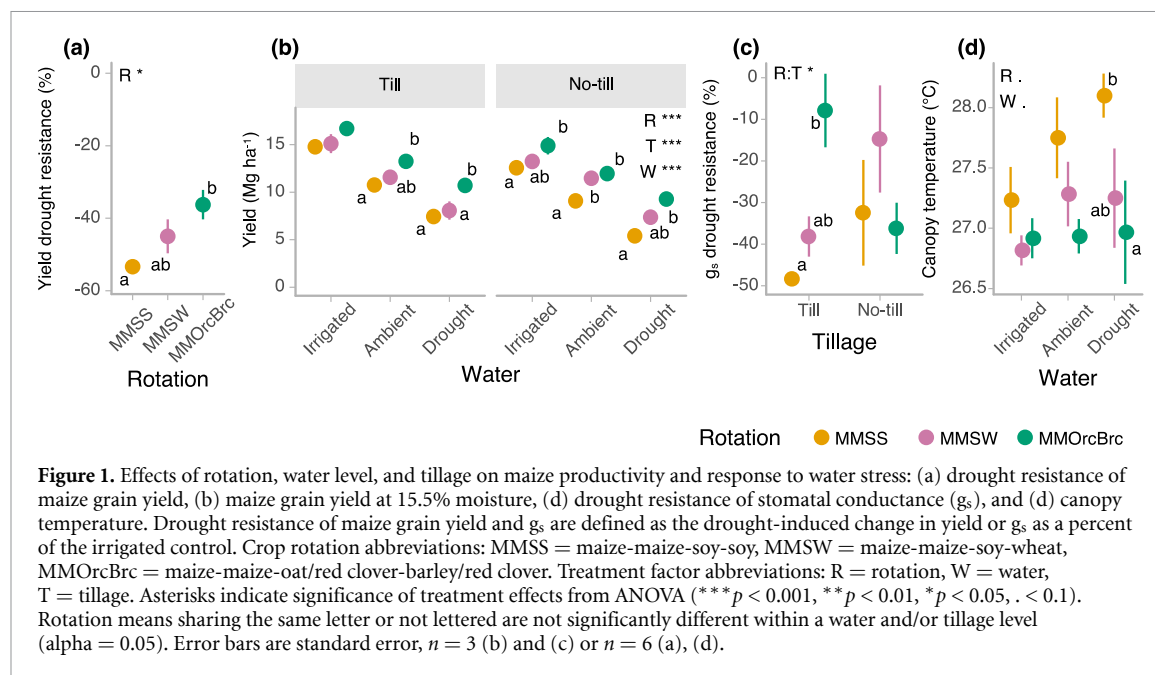 (a)
Yield drought resistance (%)
R *
0
-20
-40
-60
a
ab
b
MMSS
MMSW
MMOrcBrc
Rotation
(b)
Yield (Mg ha-1)
Till
No-till
15
10
5
0
R ***
T ***
W ***
a
ab
b
a
a
b
a
ab
b
a
b
b
a
ab
b
Irrigated
Ambient
Drought
Irrigated
Ambient
Drought
Water
(c)
gs drought resistance (%)
R:T *
0
-10
-20
-30
-40
-50
a
ab
b
Till
No-till
Tillage
(d)
Canopy temperature (°C)
R .
W .
28.0
27.5
27.0
26.5
b
ab
a
Irrigated
Ambient
Drought
Water
Rotation MMSS MMSW MMOrcBrc
Figure 1. Effects of rotation, water level, and tillage on maize productivity and response to water stress: (a) drought resistance of
maize grain yield, (b) maize grain yield at 15.5% moisture, (d) drought resistance of stomatal conductance (gs), and (d) canopy
temperature. Drought resistance of maize grain yield and gs are defined as the drought-induced change in yield or gs as a percent
of the irrigated control. Crop rotation abbreviations: MMSS = maize-maize-soy-soy, MMSW = maize-maize-soy-wheat,
MMOrcBrc = maize-maize-oat/red clover-barley/red clover. Treatment factor abbreviations: R = rotation, W = water,
T = tillage. Asterisks indicate significance of treatment effects from ANOVA (***p < 0.001, **p < 0.01, *p < 0.05, . < 0.1).
Rotation means sharing the same letter or not lettered are not significantly different within a water and/or tillage level
(alpha = 0.05). Error bars are standard error, n = 3 (b) and (c) or n = 6 (a), (d).